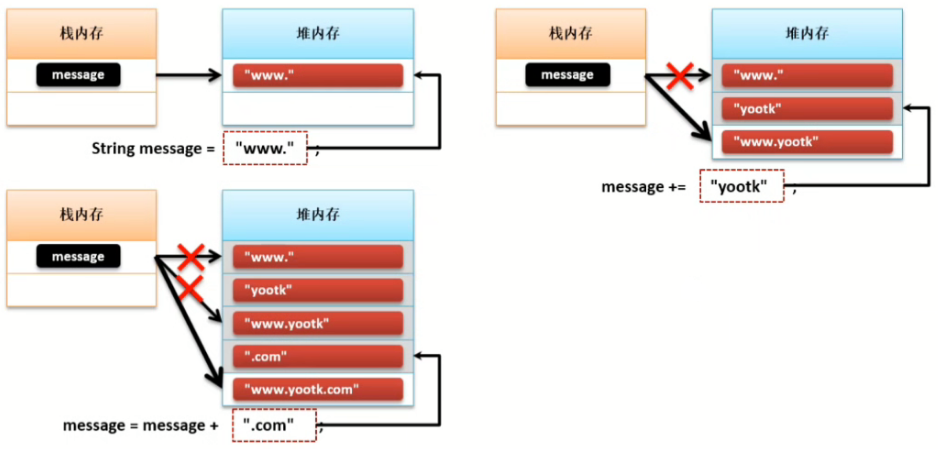 栈内存
堆内存
message
"www."
String message = "www." ;
栈内存
堆内存
message
"www."
"yootk"
"www.yootk"
message += "yootk" ;
栈内存
堆内存
message
"www."
"yootk"
"www.yootk"
".com"
"www.yootk.com"
message = message + ".com" ;